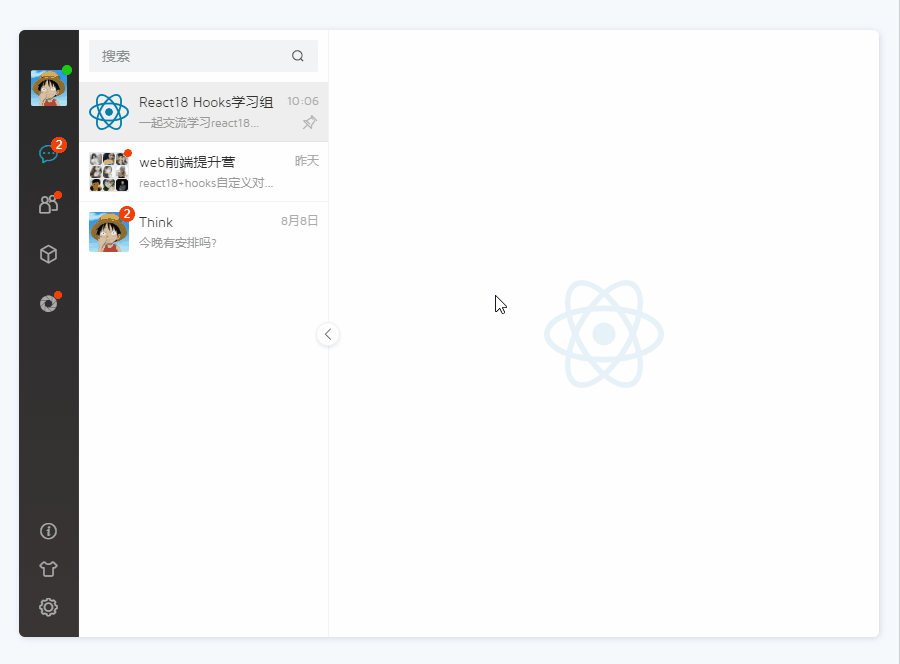 搜索
2
React18 Hooks学习组 10:06
一起交流学习react18...
web前端提升营 昨天
react18+hooks自定义对...
2
Think 8月8日
今晚有安排吗?